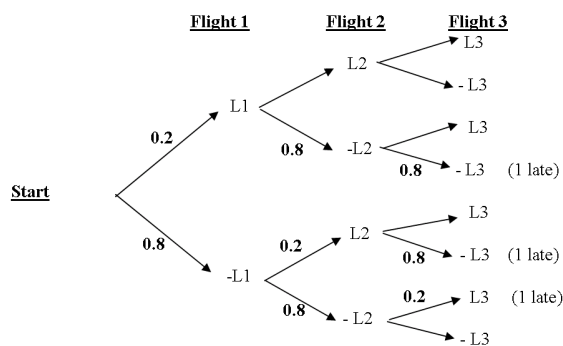 Flight 1 Flight 2 Flight 3
L3
L2
- L3
L1
0.2
L3
0.8 -L2
0.8 - L3 (1 late)
Start
L3
0.8 0.2 L2
0.8 - L3 (1 late)
-L1
0.2 L3 (1 late)
0.8 - L2
- L3